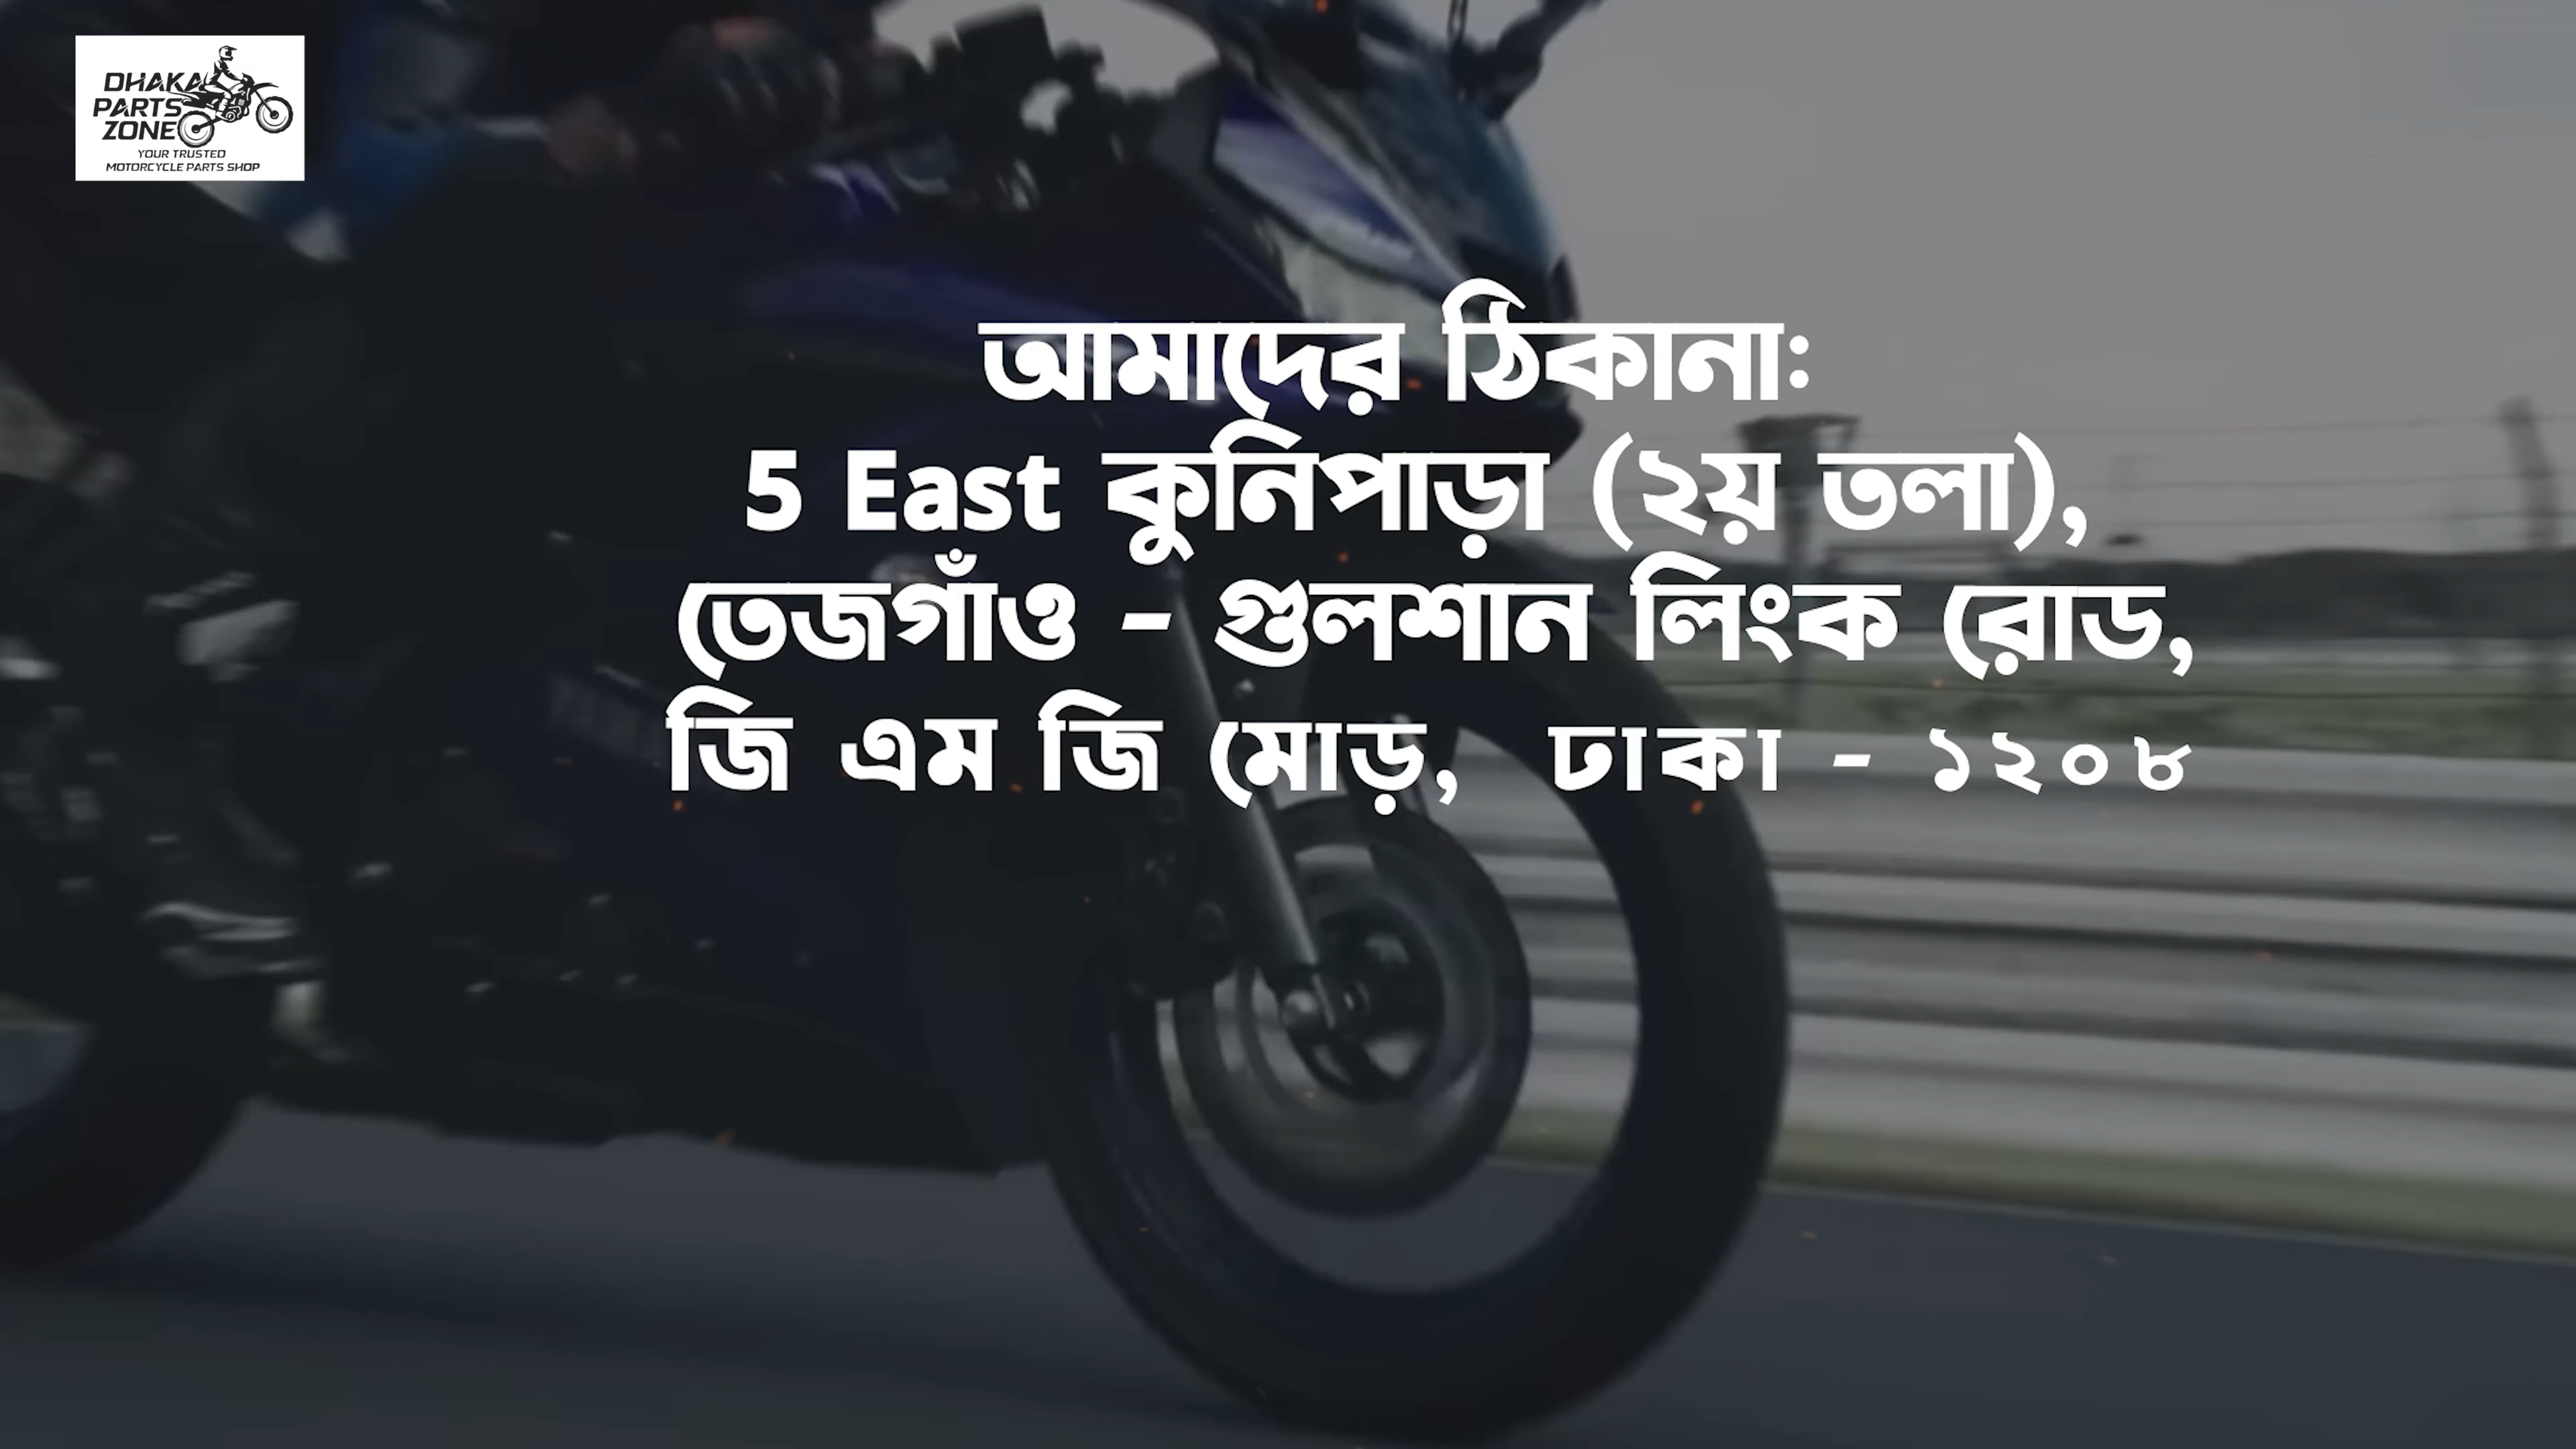 DHAKA
PARTS
ZONE
YOUR TRUSTED
MOTORCYCLE PARTS SHOP
আমাদের ঠিকানাঃ
5 East কুনিপাড়া (২য় তলা),
তেজগাঁও - গুলশান লিংক রোড,
জি এম জি মোড়, ঢাকা - ১২০৮